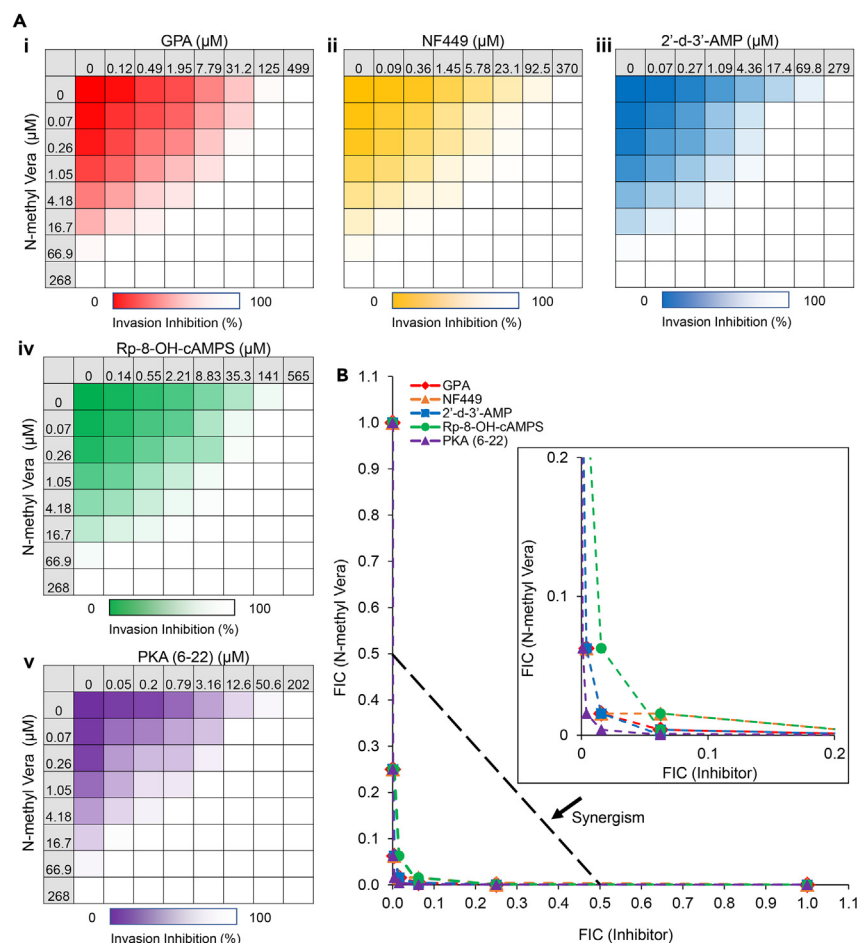 A
i
GPA (µM)
0 0.12 0.49 1.95 7.79 31.2 125 499
N-methyl Vera (µM)
0
0.07
0.26
1.05
4.18
16.7
66.9
268
0 100
Invasion Inhibition (%)
ii
NF449 (µM)
0 0.09 0.36 1.45 5.78 23.1 92.5 370
0 100
Invasion Inhibition (%)
iii
2'-d-3'-AMP (µM)
0 0.07 0.27 1.09 4.36 17.4 69.8 279
0 100
Invasion Inhibition (%)
iv
Rp-8-OH-cAMPS (µM)
0 0.14 0.55 2.21 8.83 35.3 141 565
N-methyl Vera (µM)
0
0.07
0.26
1.05
4.18
16.7
66.9
268
0 100
Invasion Inhibition (%)
v
PKA (6-22) (µM)
0 0.05 0.2 0.79 3.16 12.6 50.6 202
N-methyl Vera (µM)
0
0.07
0.26
1.05
4.18
16.7
66.9
268
0 100
Invasion Inhibition (%)
B
GPA
NF449
2'-d-3'-AMP
Rp-8-OH-cAMPS
PKA (6-22)
FIC (N-methyl Vera)
1.1
1.0
0.9
0.8
0.7
0.6
0.5
0.4
0.3
0.2
0.1
0.0
0.0 0.1 0.2 0.3 0.4 0.5 0.6 0.7 0.8 0.9 1.0 1.1
FIC (Inhibitor)
Synergism
FIC (N-methyl Vera)
0.2
0.1
0
0 0.1 0.2
FIC (Inhibitor)